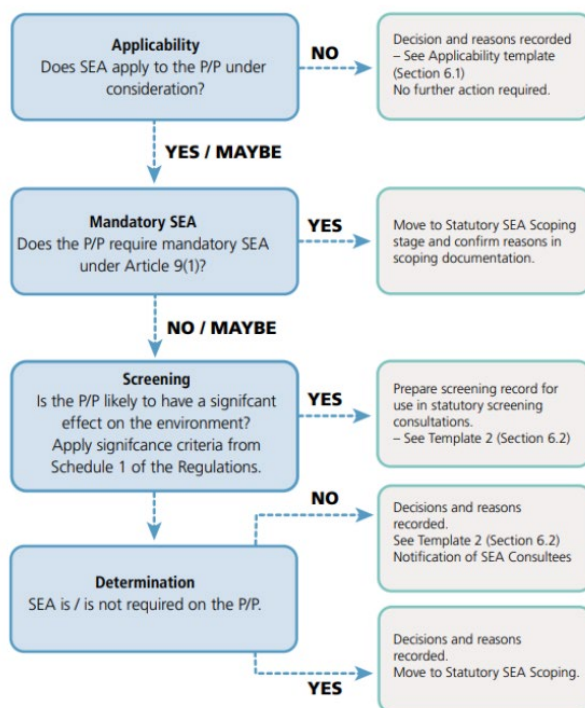 Applicability
Does SEA apply to the P/P under
consideration?
NO
Decision and reasons recorded
– See Applicability template
(Section 6.1)
No further action required.
YES / MAYBE
Mandatory SEA
Does the P/P require mandatory SEA
under Article 9(1)?
YES
Move to Statutory SEA Scoping
stage and confirm reasons in
scoping documentation.
NO / MAYBE
Screening
Is the P/P likely to have a signifcant
effect on the environment?
Apply signifcance criteria from
Schedule 1 of the Regulations.
YES
Prepare screening record for
use in statutory screening
consultations.
– See Template 2 (Section 6.2)
NO
Decisions and reasons
recorded.
See Template 2 (Section 6.2)
Notification of SEA Consultees
Determination
SEA is / is not required on the P/P.
YES
Decisions and reasons
recorded.
Move to Statutory SEA Scoping.